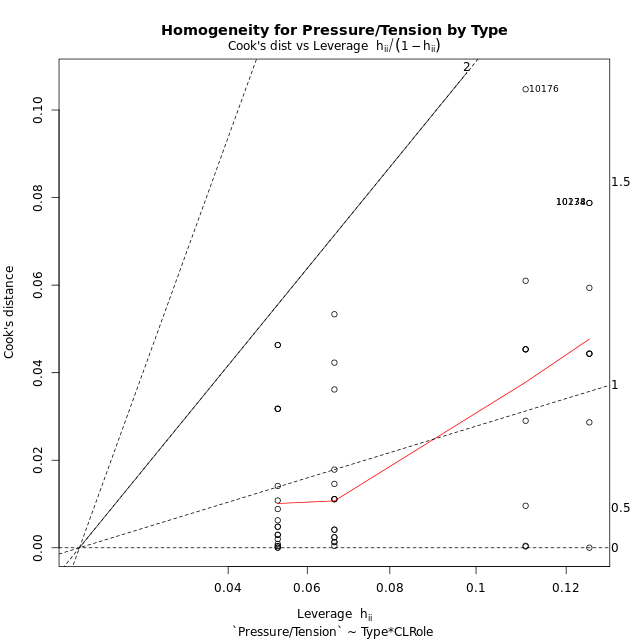 Homogeneity for Pressure/Tension by Type
Cook's dist vs Leverage hii/(1−hii)
2
10176
1.5
1
0.5
0
Cook's distance
0.10
0.08
0.06
0.04
0.02
0.00
0.04 0.06 0.08 0.1 0.12
Leverage hii
`Pressure/Tension` ~ Type*CLRole